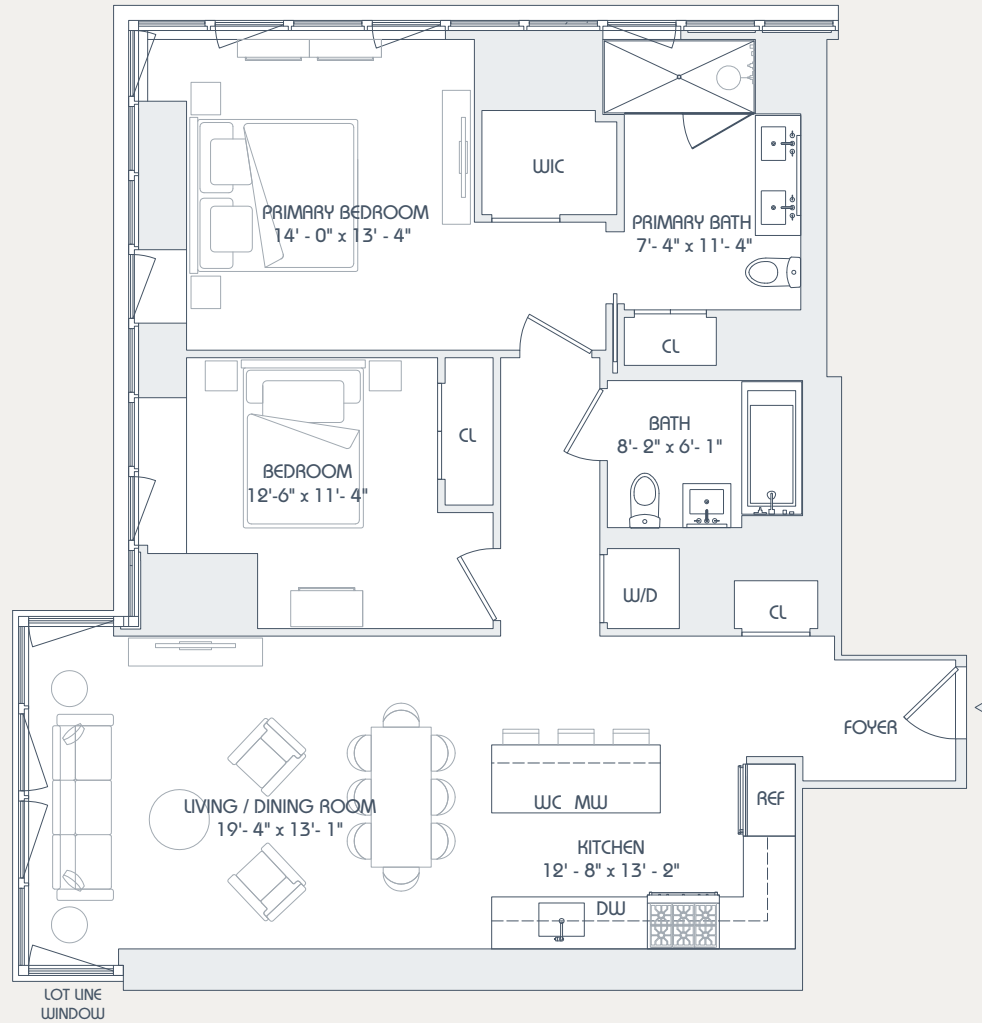 WIC
PRIMARY BEDROOM
14' - 0" x 13' - 4"
PRIMARY BATH
7'- 4" x 11'- 4"
CL
BATH
8'- 2" x 6'- 1"
CL
BEDROOM
12'-6" x 11'- 4"
W/D
CL
FOYER
LIVING / DINING ROOM
19'- 4" x 13'- 1"
WC MW
REF
KITCHEN
12' - 8" x 13' - 2"
DW
LOT LINE
WINDOW